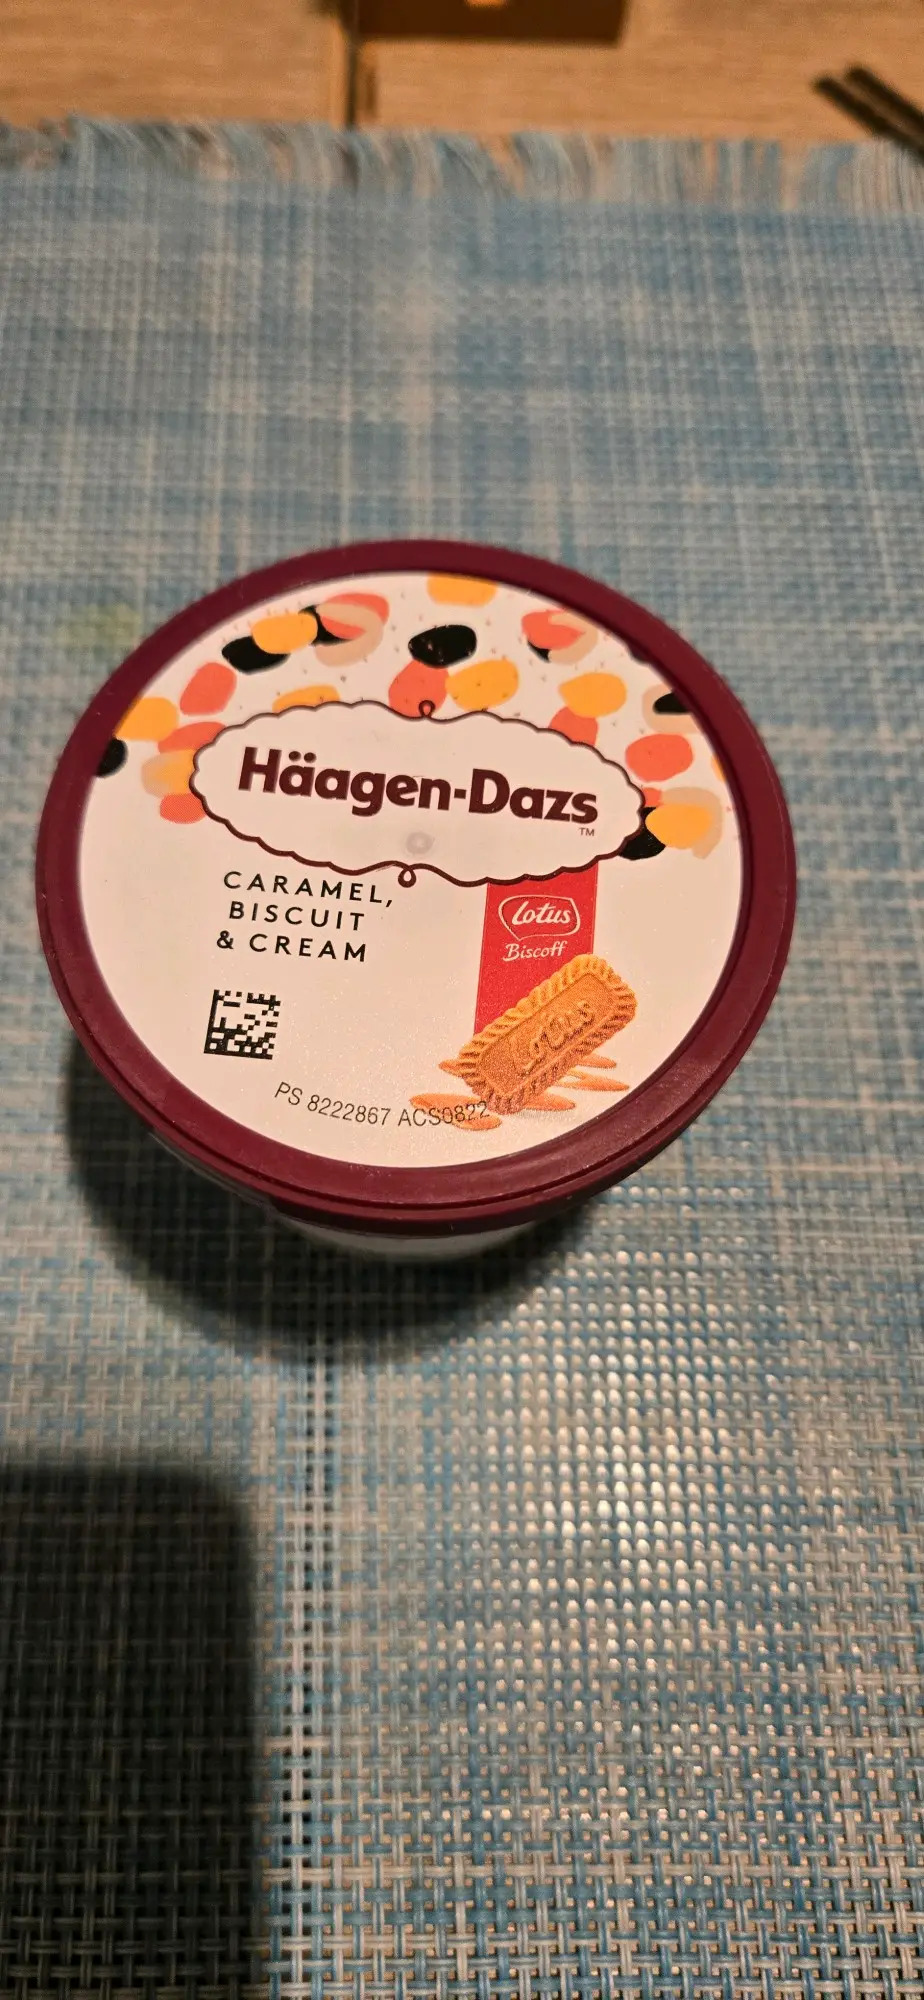 Häagen-Dazs
TM
CARAMEL,
BISCUIT
& CREAM
Lotus
Biscoff
Lotus
PS 8222867 ACS0822